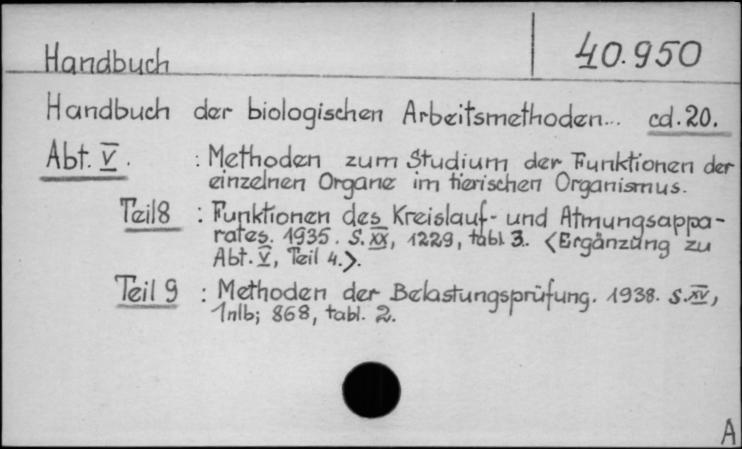 40.950
Handbuch
Handbuch der biologischen Arbeitsmethoden... cd.20.
Abt. V. : Methoden zum Studium der Funktionen der
einzelnen Organe im tierischen Organismus.
Teil 8 : Funktionen des Kreislauf- und Atmungsappa-
rates. 1935. S. XX, 1229, tabl. 3. <Ergänzung zu
Abt. V, Teil 4.>.
Teil 9 : Methoden der Belastungsprüfung. 1938. S. XV,
1nlb; 868, tabl. 2.
A